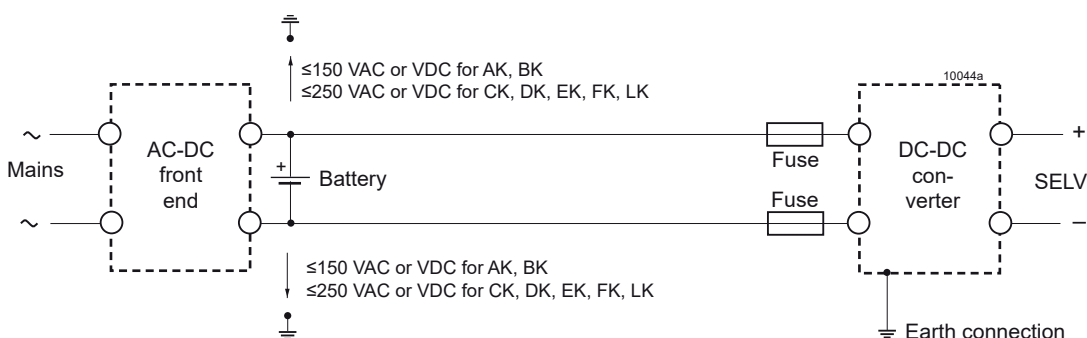 ≤150 VAC or VDC for AK, BK
≤250 VAC or VDC for CK, DK, EK, FK, LK
10044a
~
Mains
~
AC-DC
front
end
+
Battery
Fuse
Fuse
DC-DC
con-
verter
+
SELV
−
≤150 VAC or VDC for AK, BK
≤250 VAC or VDC for CK, DK, EK, FK, LK
Earth connection